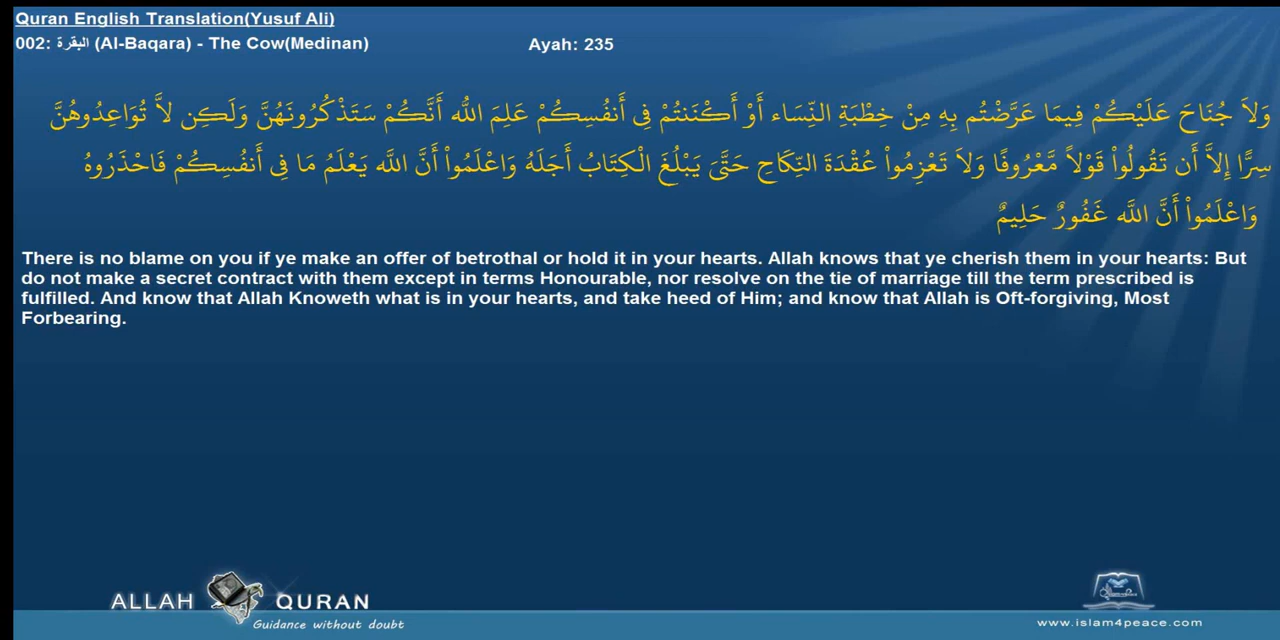 Quran English Translation(Yusuf Ali)
002: البقرة (Al-Baqara) - The Cow(Medinan) Ayah: 235
وَلاَ جُنَاحَ عَلَيْكُمْ فِيمَا عَرَّضْتُم بِهِ مِنْ خِطْبَةِ النِّسَاء أَوْ أَكْنَنتُمْ فِي أَنفُسِكُمْ عَلِمَ اللّه أَنَّكُمْ سَتَذْكُرُونَهُنَّ وَلَكِن لاَّ تُوَاعِدُوهُنَّ
سِرًّا إِلاَّ أَن تَقُولُواْ قَوْلاً مَّعْرُوفًا وَلاَ تَعْزِمُواْ عُقْدَةَ النِّكَاحِ حَتَّىَ يَبْلُغَ الْكِتَابُ أَجَلَهُ وَاعْلَمُواْ أَنَّ اللّه يَعْلَمُ مَا فِي أَنفُسِكُمْ فَاحْذَرُوهُ
وَاعْلَمُواْ أَنَّ اللّه غَفُورٌ حَلِيمٌ
There is no blame on you if ye make an offer of betrothal or hold it in your hearts. Allah knows that ye cherish them in your hearts: But
do not make a secret contract with them except in terms Honourable, nor resolve on the tie of marriage till the term prescribed is
fulfilled. And know that Allah Knoweth what is in your hearts, and take heed of Him; and know that Allah is Oft-forgiving, Most
Forbearing.
ALLAH QURAN
Guidance without doubt
www.islam4peace.com